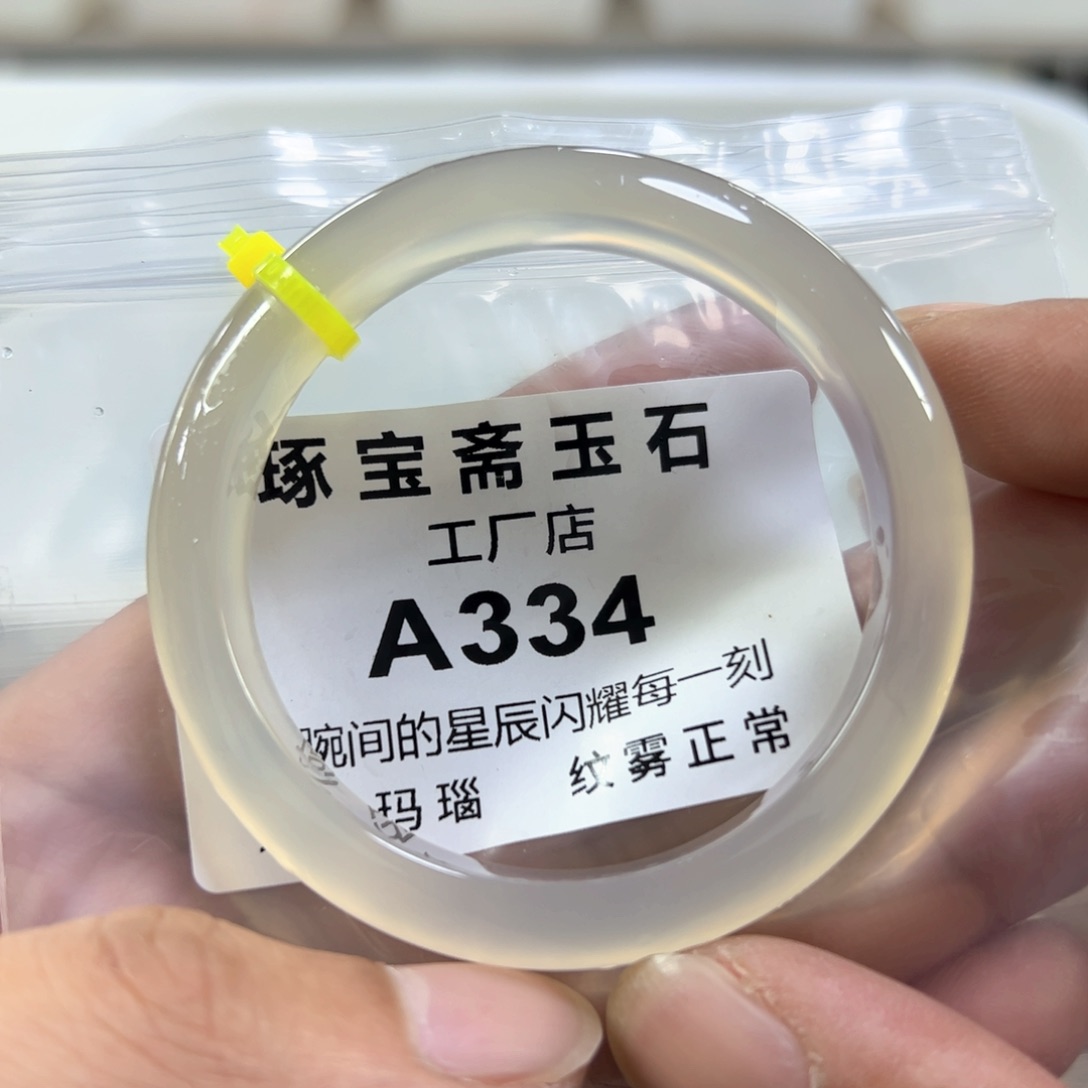 琢宝斋玉石
工厂店
A334
腕间的星辰闪耀每一刻
玛瑙 纹雾正常